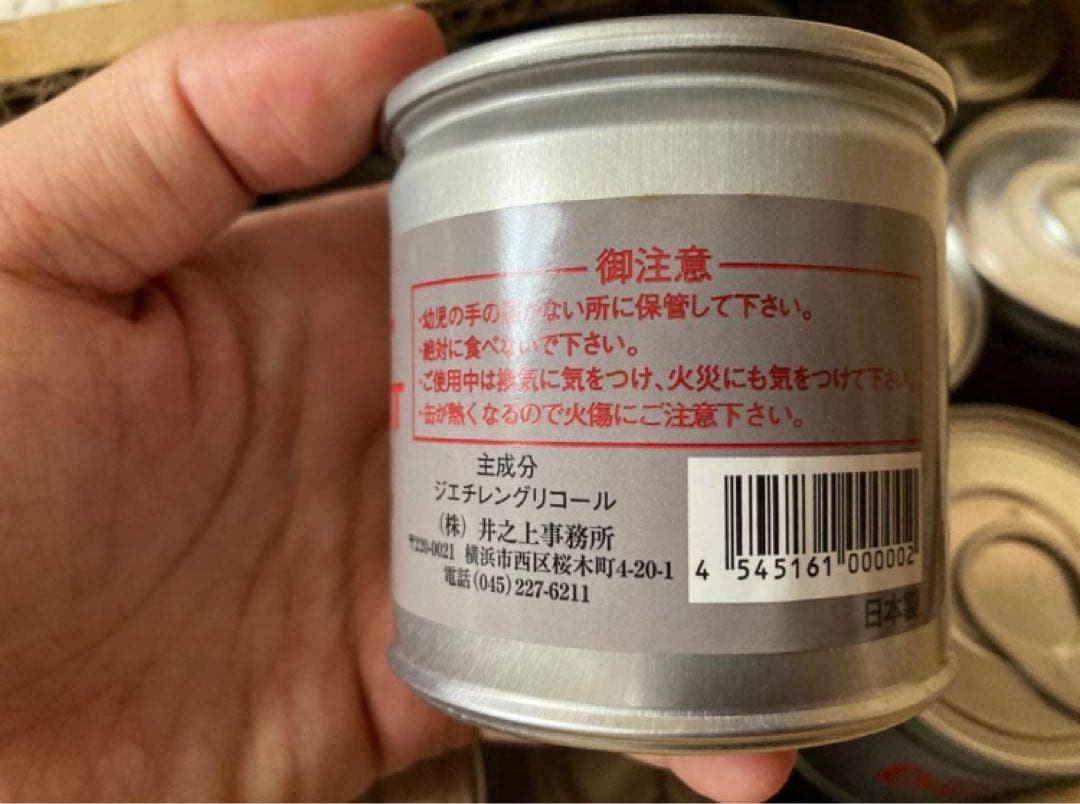 御注意
・幼児の手の届かない所に保管して下さい。
・絶対に食べないで下さい。
・ご使用中は換気に気をつけ、火災にも気をつけて下さい。
・缶が熱くなるので火傷にご注意下さい。
T
主成分
ジエチレングリコール
(株) 井之上事務所
〒220-0021 横浜市西区桜木町4-20-1
電話(045)227-6211
4 545161 000002
日本製